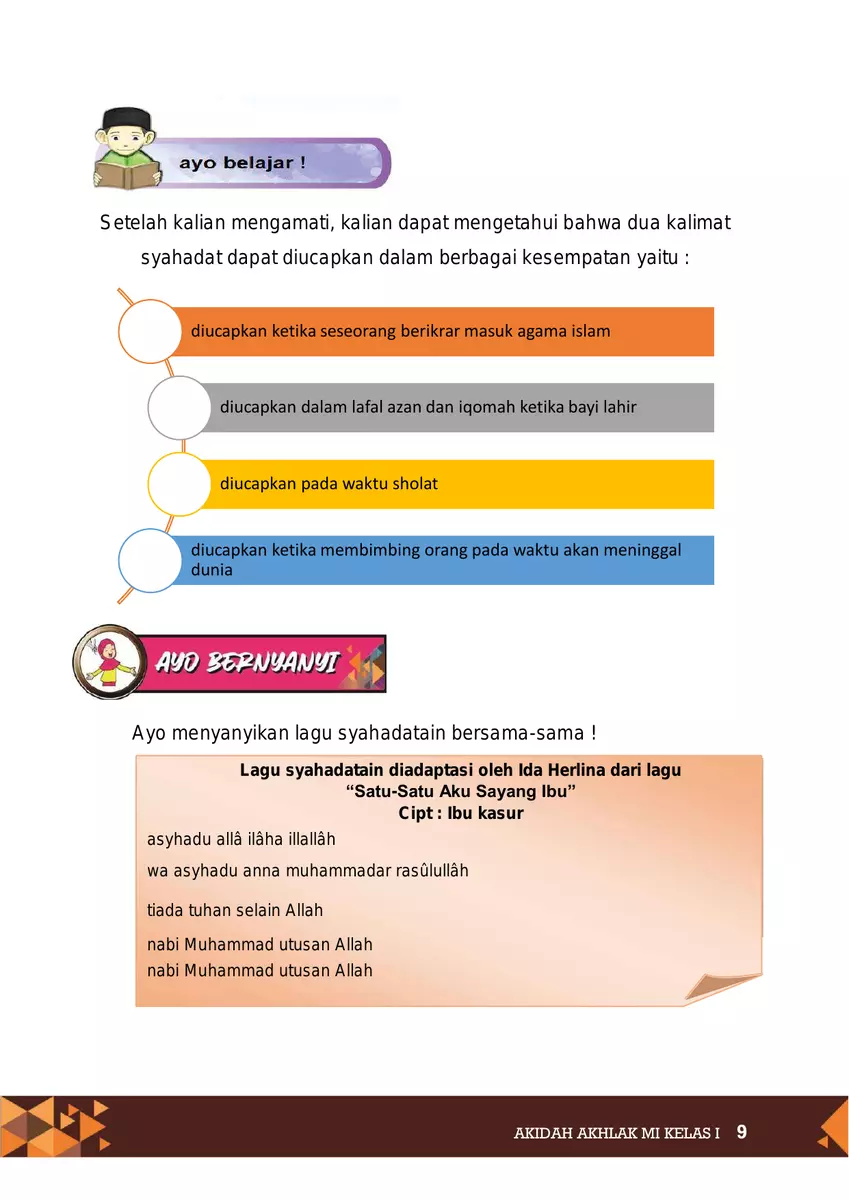 ayo belajar !
Setelah kalian mengamati, kalian dapat mengetahui bahwa dua kalimat
syahadat dapat diucapkan dalam berbagai kesempatan yaitu :
diucapkan ketika seseorang berikrar masuk agama islam
diucapkan dalam lafal azan dan iqomah ketika bayi lahir
diucapkan pada waktu sholat
diucapkan ketika membimbing orang pada waktu akan meninggal
dunia
AYO BERNYANYI
Ayo menyanyikan lagu syahadatain bersama-sama !
Lagu syahadatain diadaptasi oleh Ida Herlina dari lagu
“Satu-Satu Aku Sayang Ibu”
Cipt : Ibu kasur
asyhadu allâ ilâha illallâh
wa asyhadu anna muhammadar rasûlullâh
tiada tuhan selain Allah
nabi Muhammad utusan Allah
nabi Muhammad utusan Allah
AKIDAH AKHLAK MI KELAS I 9